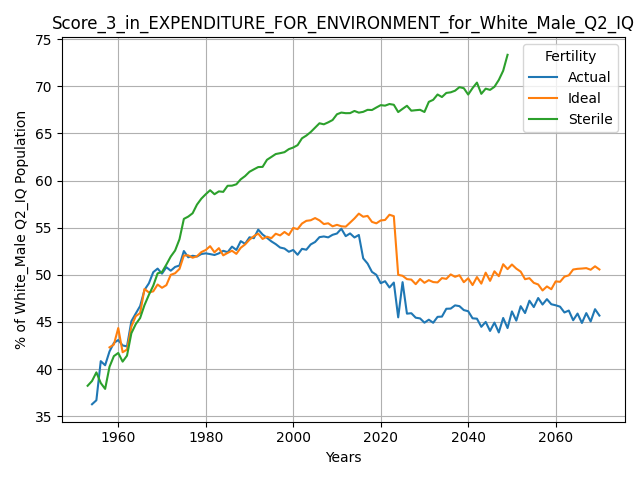 Score_3_in_EXPENDITURE_FOR_ENVIRONMENT_for_White_Male_Q2_IQ
75
70
65
60
55
50
45
40
35
% of White_Male Q2_IQ Population
Fertility
Actual
Ideal
Sterile
1960 1980 2000 2020 2040 2060
Years